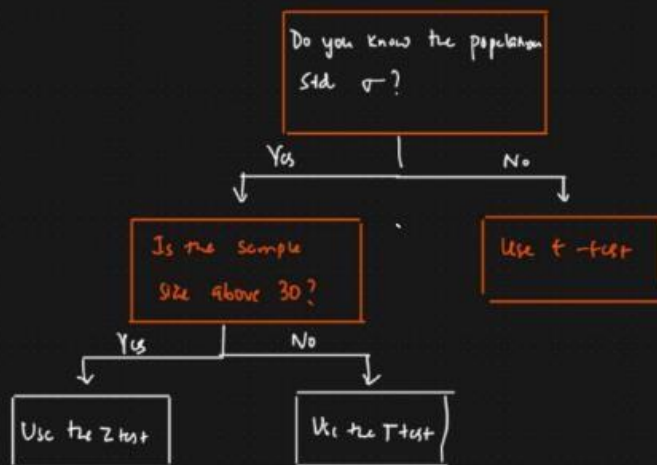 Do you know the population
std σ?
Yes
No
Is the sample
size above 30?
Use t-test
Yes
No
Use the Z test
Use the T test